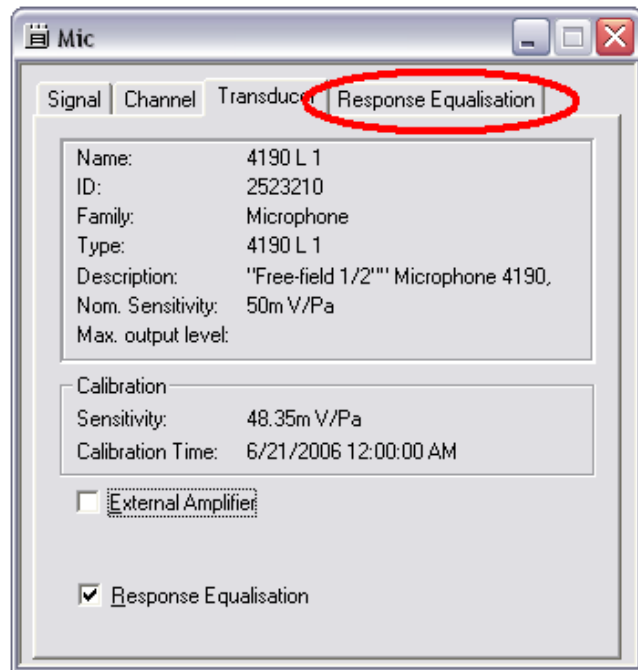 Mic
Signal Channel Transducer Response Equalisation
Name: 4190 L 1
ID: 2523210
Family: Microphone
Type: 4190 L 1
Description: "Free-field 1/2"" Microphone 4190,
Nom. Sensitivity: 50m V/Pa
Max. output level:
Calibration
Sensitivity: 48.35m V/Pa
Calibration Time: 6/21/2006 12:00:00 AM
External Amplifier
Response Equalisation